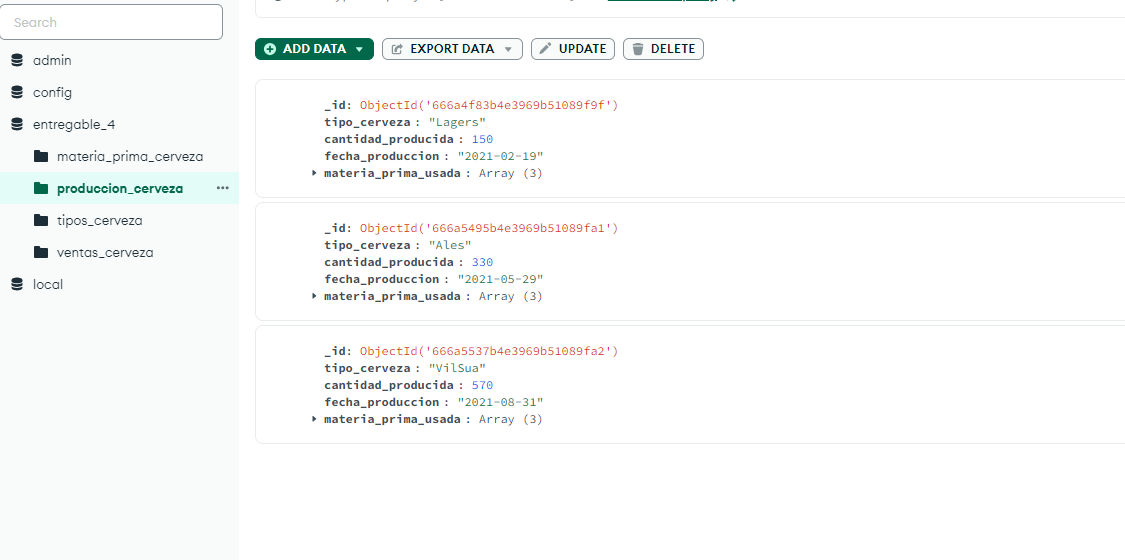 Search
admin
config
entregable_4
materia_prima_cerveza
produccion_cerveza
tipos_cerveza
ventas_cerveza
local
ADD DATA
EXPORT DATA
UPDATE
DELETE
_id: ObjectId('666a4f83b4e3969b51089f9f')
tipo_cerveza : "Lagers"
cantidad_producida : 150
fecha_produccion : "2021-02-19"
materia_prima_usada : Array (3)
_id: ObjectId('666a5495b4e3969b51089fa1')
tipo_cerveza : "Ales"
cantidad_producida : 330
fecha_produccion : "2021-05-29"
materia_prima_usada : Array (3)
_id: ObjectId('666a5537b4e3969b51089fa2')
tipo_cerveza : "VilSua"
cantidad_producida : 570
fecha_produccion : "2021-08-31"
materia_prima_usada : Array (3)